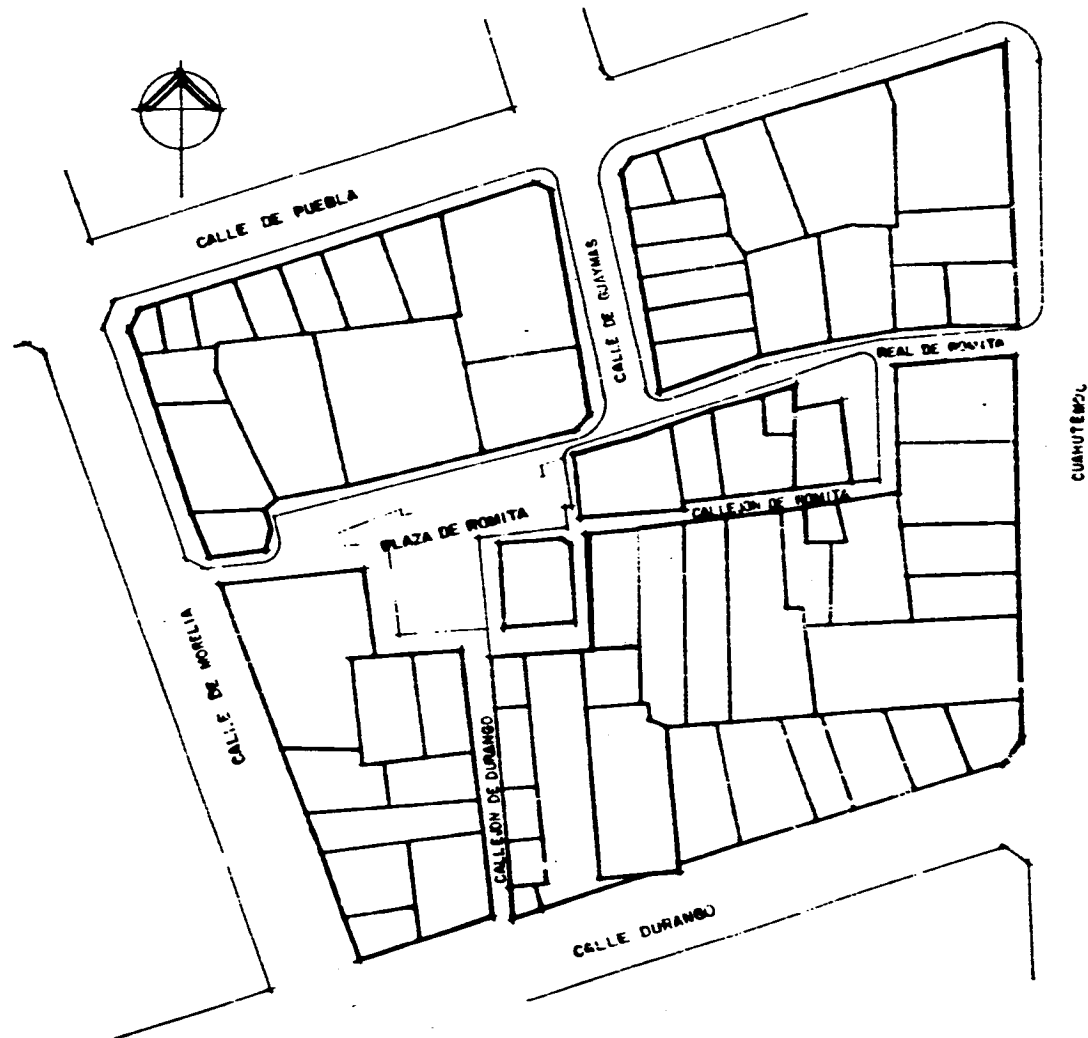 CALLE DE PUEBLA
CALLE DE GUAYMAS
REAL DE ROMITA
CUAHUTEMOC
CALLEJON DE ROMITA
PLAZA DE ROMITA
CALLE DE MORELIA
CALLEJON DE DURANGO
CALLE DURANGO